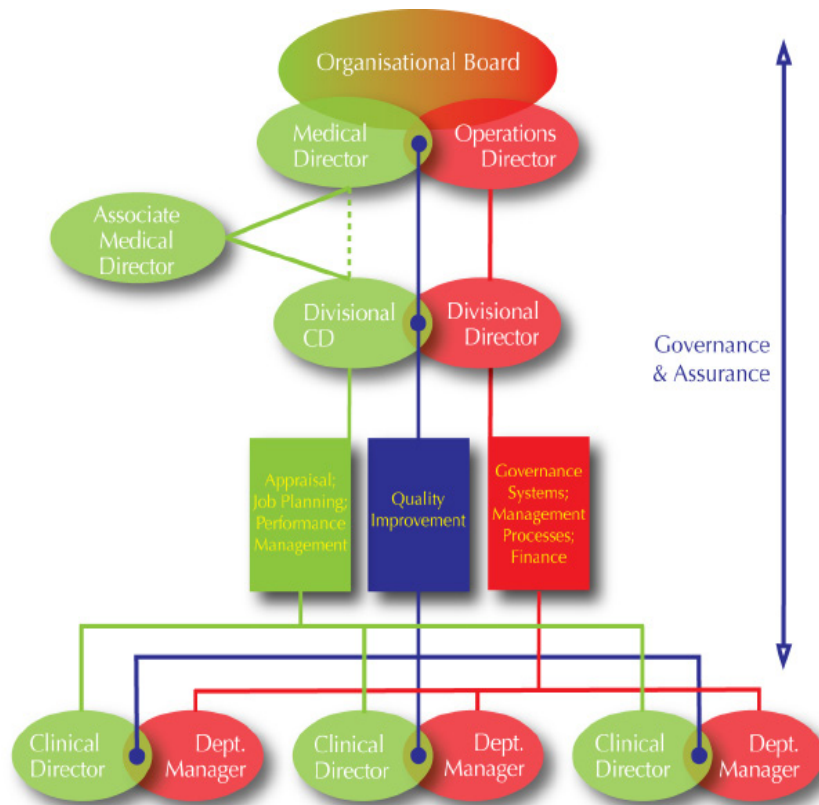 Organisational Board
Medical
Director
Operations
Director
Associate
Medical
Director
Divisional
CD
Divisional
Director
Governance
& Assurance
Appraisal;
Job Planning;
Performance
Management
Quality
Improvement
Governance
Systems;
Management
Processes;
Finance
Clinical
Director
Dept.
Manager
Clinical
Director
Dept.
Manager
Clinical
Director
Dept.
Manager